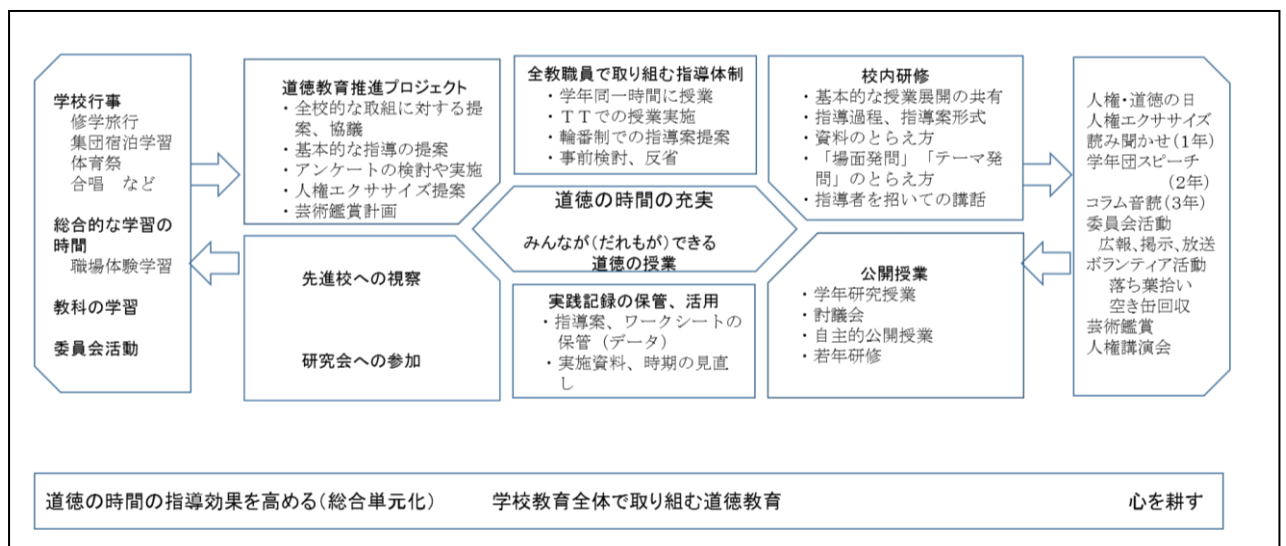 学校行事
修学旅行
集団宿泊学習
体育祭
合唱　など
総合的な学習の
時間
職場体験学習
教科の学習
委員会活動
道徳教育推進プロジェクト
・全校的な取組に対する提
案、協議
・基本的な指導の提案
・アンケートの検討や実施
・人権エクササイズ提案
・芸術鑑賞計画
全教職員で取り組む指導体制
・学年同一時間に授業
・ＴＴでの授業実施
・輪番制での指導案提案
・事前検討、反省
校内研修
・基本的な授業展開の共有
・指導過程、指導案形式
・資料のとらえ方
・「場面発問」「テーマ発
問」のとらえ方
・指導者を招いての講話
道徳の時間の充実
みんなが(だれもが)できる
道徳の授業
先進校への視察
研究会への参加
実践記録の保管、活用
・指導案、ワークシートの
保管（データ）
・実施資料、時期の見直
し
公開授業
・学年研究授業
・討議会
・自主的公開授業
・若年研修
人権・道徳の日
人権エクササイズ
読み聞かせ(1年)
学年団スピーチ
(2年)
コラム音読(3年)
委員会活動
広報、掲示、放送
ボランティア活動
落ち葉拾い
空き缶回収
芸術鑑賞
人権講演会
道徳の時間の指導効果を高める(総合単元化)　学校教育全体で取り組む道徳教育　心を耕す